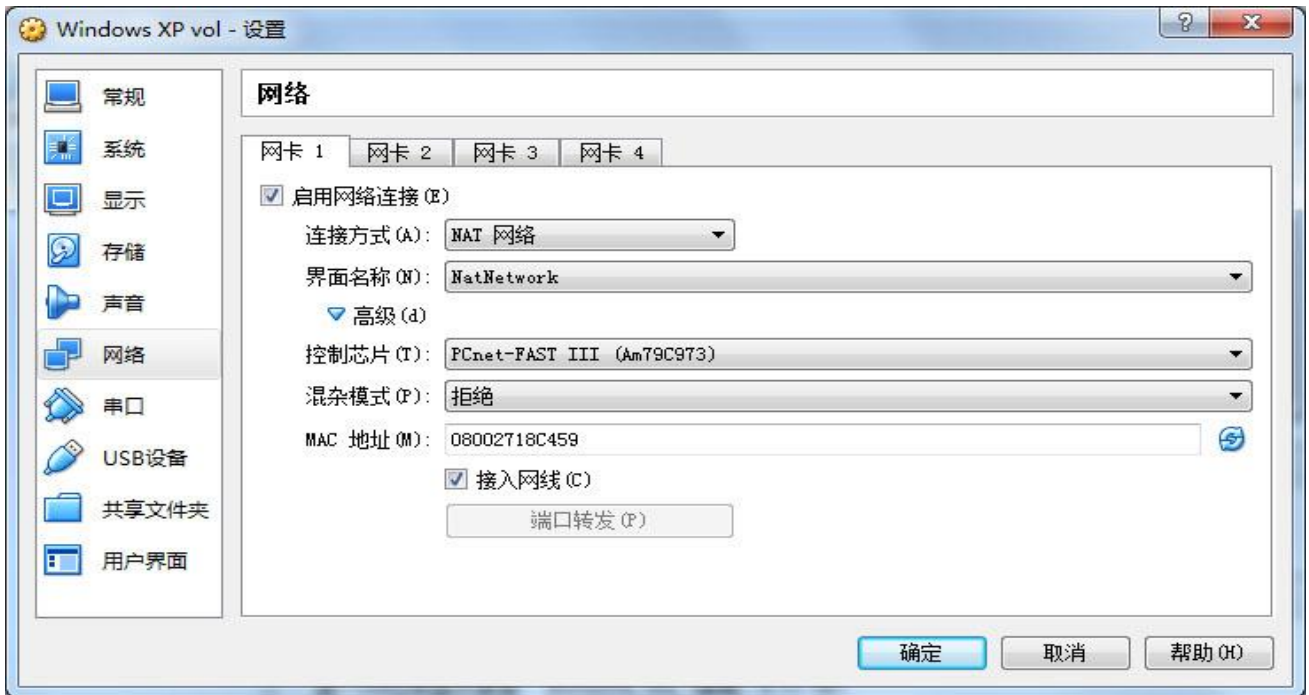 Windows XP vol - 设置
常规
系统
显示
存储
声音
网络
串口
USB设备
共享文件夹
用户界面
网络
网卡 1
网卡 2
网卡 3
网卡 4
启用网络连接(E)
连接方式(A): NAT 网络
界面名称(N): NatNetwork
高级(d)
控制芯片(T): PCnet-FAST III (Am79C973)
混杂模式(P): 拒绝
MAC 地址(M): 08002718C459
接入网线(C)
端口转发(P)
确定
取消
帮助(H)